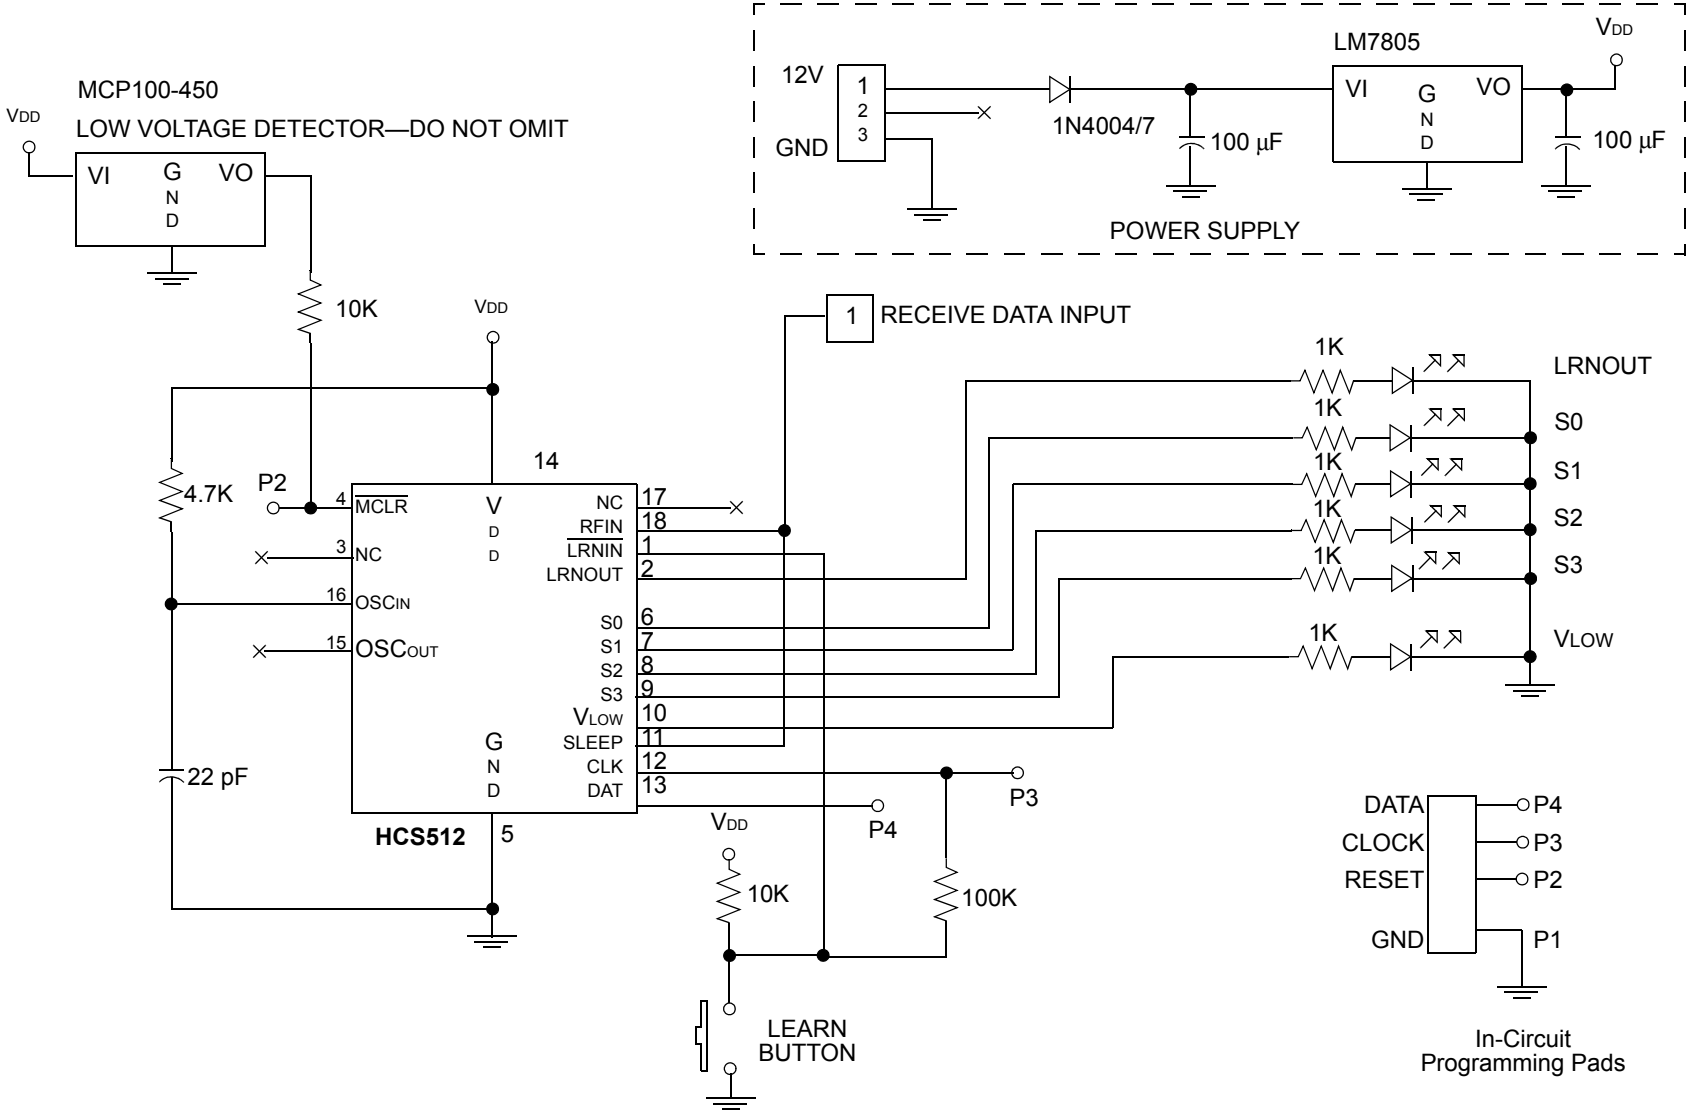 MCP100-450
LOW VOLTAGE DETECTOR—DO NOT OMIT
VDD
VI
GND
VO
10K
12V
1
2
3
GND
1N4004/7
100 µF
LM7805
VI
GND
VO
VDD
100 µF
POWER SUPPLY
VDD
1 RECEIVE DATA INPUT
4.7K
P2
14
4 MCLR
3 NC
16 OSCIN
15 OSCOUT
VDD
GND
NC 17
RFIN 18
LRNIN 1
LRNOUT 2
S0 6
S1 7
S2 8
S3 9
VLOW 10
SLEEP 11
CLK 12
DAT 13
22 pF
HCS512
5
1K LRNOUT
1K S0
1K S1
1K S2
1K S3
1K VLOW
P3
P4
VDD
10K
100K
LEARN
BUTTON
DATA P4
CLOCK P3
RESET P2
GND P1
In-Circuit
Programming Pads